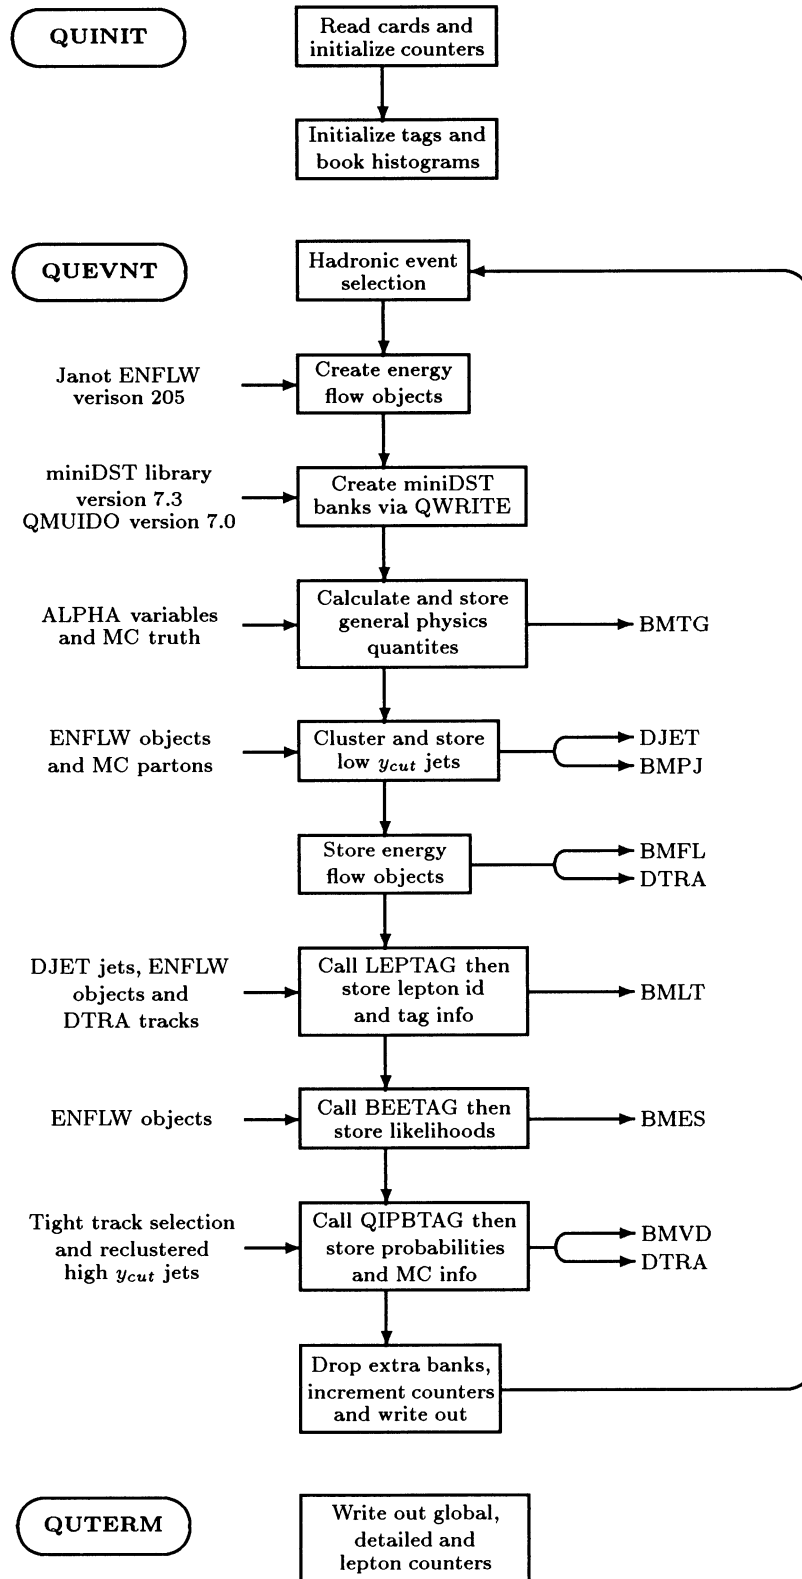 QUINIT
Read cards and
initialize counters
Initialize tags and
book histograms
QUEVNT
Hadronic event
selection
Janot ENFLW
verison 205
Create energy
flow objects
miniDST library
version 7.3
QMUIDO version 7.0
Create miniDST
banks via QWRITE
ALPHA variables
and MC truth
Calculate and store
general physics
quantites
BMTG
ENFLW objects
and MC partons
Cluster and store
low y_cut jets
DJET
BMPJ
Store energy
flow objects
BMFL
DTRA
DJET jets, ENFLW
objects and
DTRA tracks
Call LEPTAG then
store lepton id
and tag info
BMLT
ENFLW objects
Call BEETAG then
store likelihoods
BMES
Tight track selection
and reclustered
high y_cut jets
Call QIPBTAG then
store probabilities
and MC info
BMVD
DTRA
Drop extra banks,
increment counters
and write out
QUTERM
Write out global,
detailed and
lepton counters